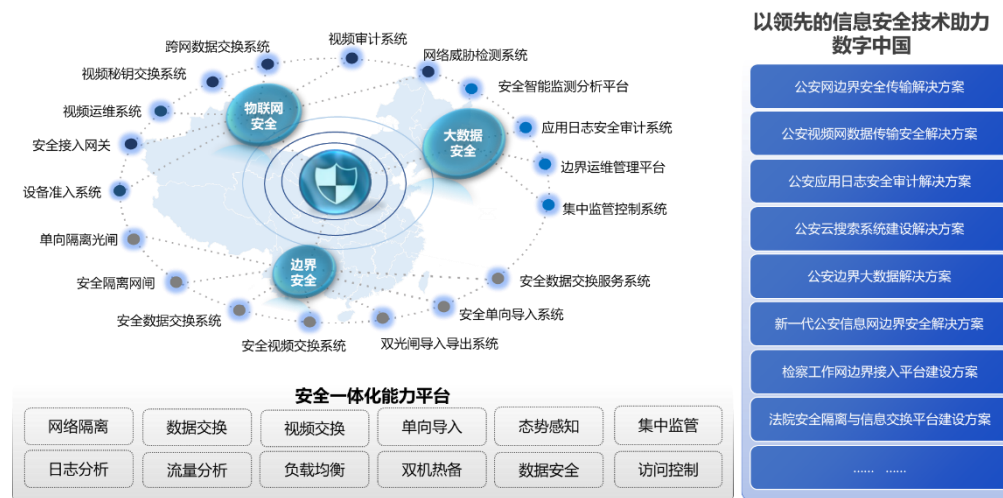 跨网数据交换系统
视频审计系统
网络威胁检测系统
视频秘钥交换系统
安全智能监测分析平台
视频运维系统
物联网
安全
大数据
安全
应用日志安全审计系统
安全接入网关
边界运维管理平台
设备准入系统
集中监管控制系统
单向隔离光闸
边界
安全
安全隔离网闸
安全数据交换服务系统
安全数据交换系统
安全单向导入系统
安全视频交换系统
双光闸导入导出系统
安全一体化能力平台
网络隔离
数据交换
视频交换
单向导入
态势感知
集中监管
日志分析
流量分析
负载均衡
双机热备
数据安全
访问控制
以领先的信息安全技术助力
数字中国
公安网边界安全传输解决方案
公安视频网数据传输安全解决方案
公安应用日志安全审计解决方案
公安云搜索系统建设解决方案
公安边界大数据解决方案
新一代公安信息网边界安全解决方案
检察工作网边界接入平台建设方案
法院安全隔离与信息交换平台建设方案
...... ......